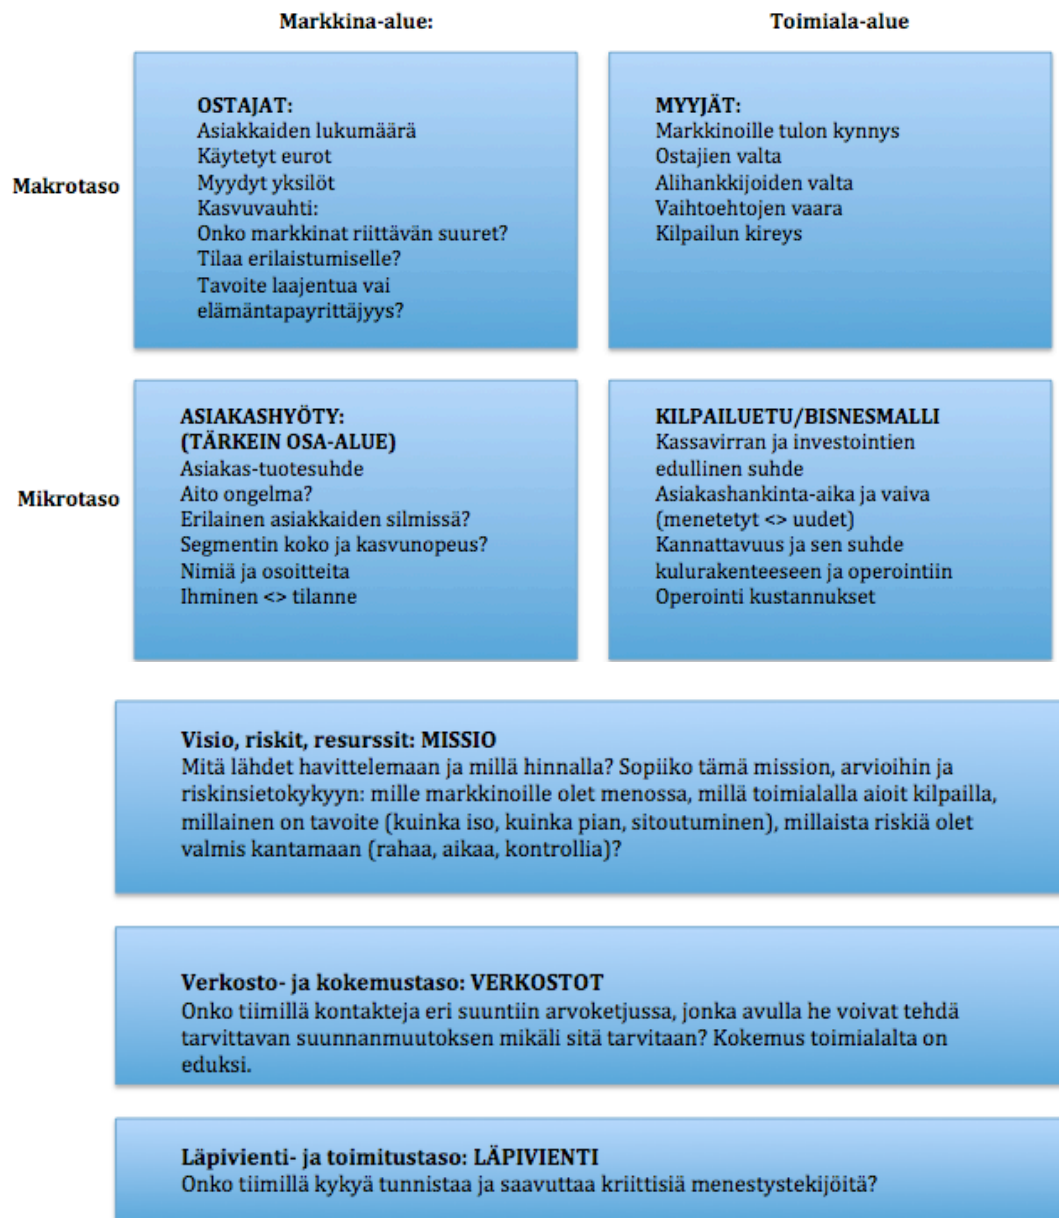 Markkina-alue:
Toimiala-alue
Makrotaso
OSTAJAT:
Asiakkaiden lukumäärä
Käytetyt eurot
Myydyt yksilöt
Kasvuvauhti:
Onko markkinat riittävän suuret?
Tilaa erilaistumiselle?
Tavoite laajentua vai
elämäntapayrittäjyys?
MYYJÄT:
Markkinoille tulon kynnys
Ostajien valta
Alihankkijoiden valta
Vaihtoehtojen vaara
Kilpailun kireys
Mikrotaso
ASIAKASHYÖTY:
(TÄRKEIN OSA-ALUE)
Asiakas-tuotesuhde
Aito ongelma?
Erilainen asiakkaiden silmissä?
Segmentin koko ja kasvunopeus?
Nimiä ja osoitteita
Ihminen <> tilanne
KILPAILUETU/BISNESMALLI
Kassavirran ja investointien
edullinen suhde
Asiakashankinta-aika ja vaiva
(menetetyt <> uudet)
Kannattavuus ja sen suhde
kulurakenteeseen ja operointiin
Operointi kustannukset
Visio, riskit, resurssit: MISSIO
Mitä lähdet havittelemaan ja millä hinnalla? Sopiiko tämä mission, arvioihin ja
riskinsietokykyyn: mille markkinoille olet menossa, millä toimialalla aioit kilpailla,
millainen on tavoite (kuinka iso, kuinka pian, sitoutuminen), millaista riskiä olet
valmis kantamaan (rahaa, aikaa, kontrollia)?
Verkosto- ja kokemustaso: VERKOSTOT
Onko tiimillä kontakteja eri suuntiin arvoketjussa, jonka avulla he voivat tehdä
tarvittavan suunnanmuutoksen mikäli sitä tarvitaan? Kokemus toimialalta on
eduksi.
Läpivienti- ja toimitustaso: LÄPIVIENTI
Onko tiimillä kykyä tunnistaa ja saavuttaa kriittisiä menestystekijöitä?